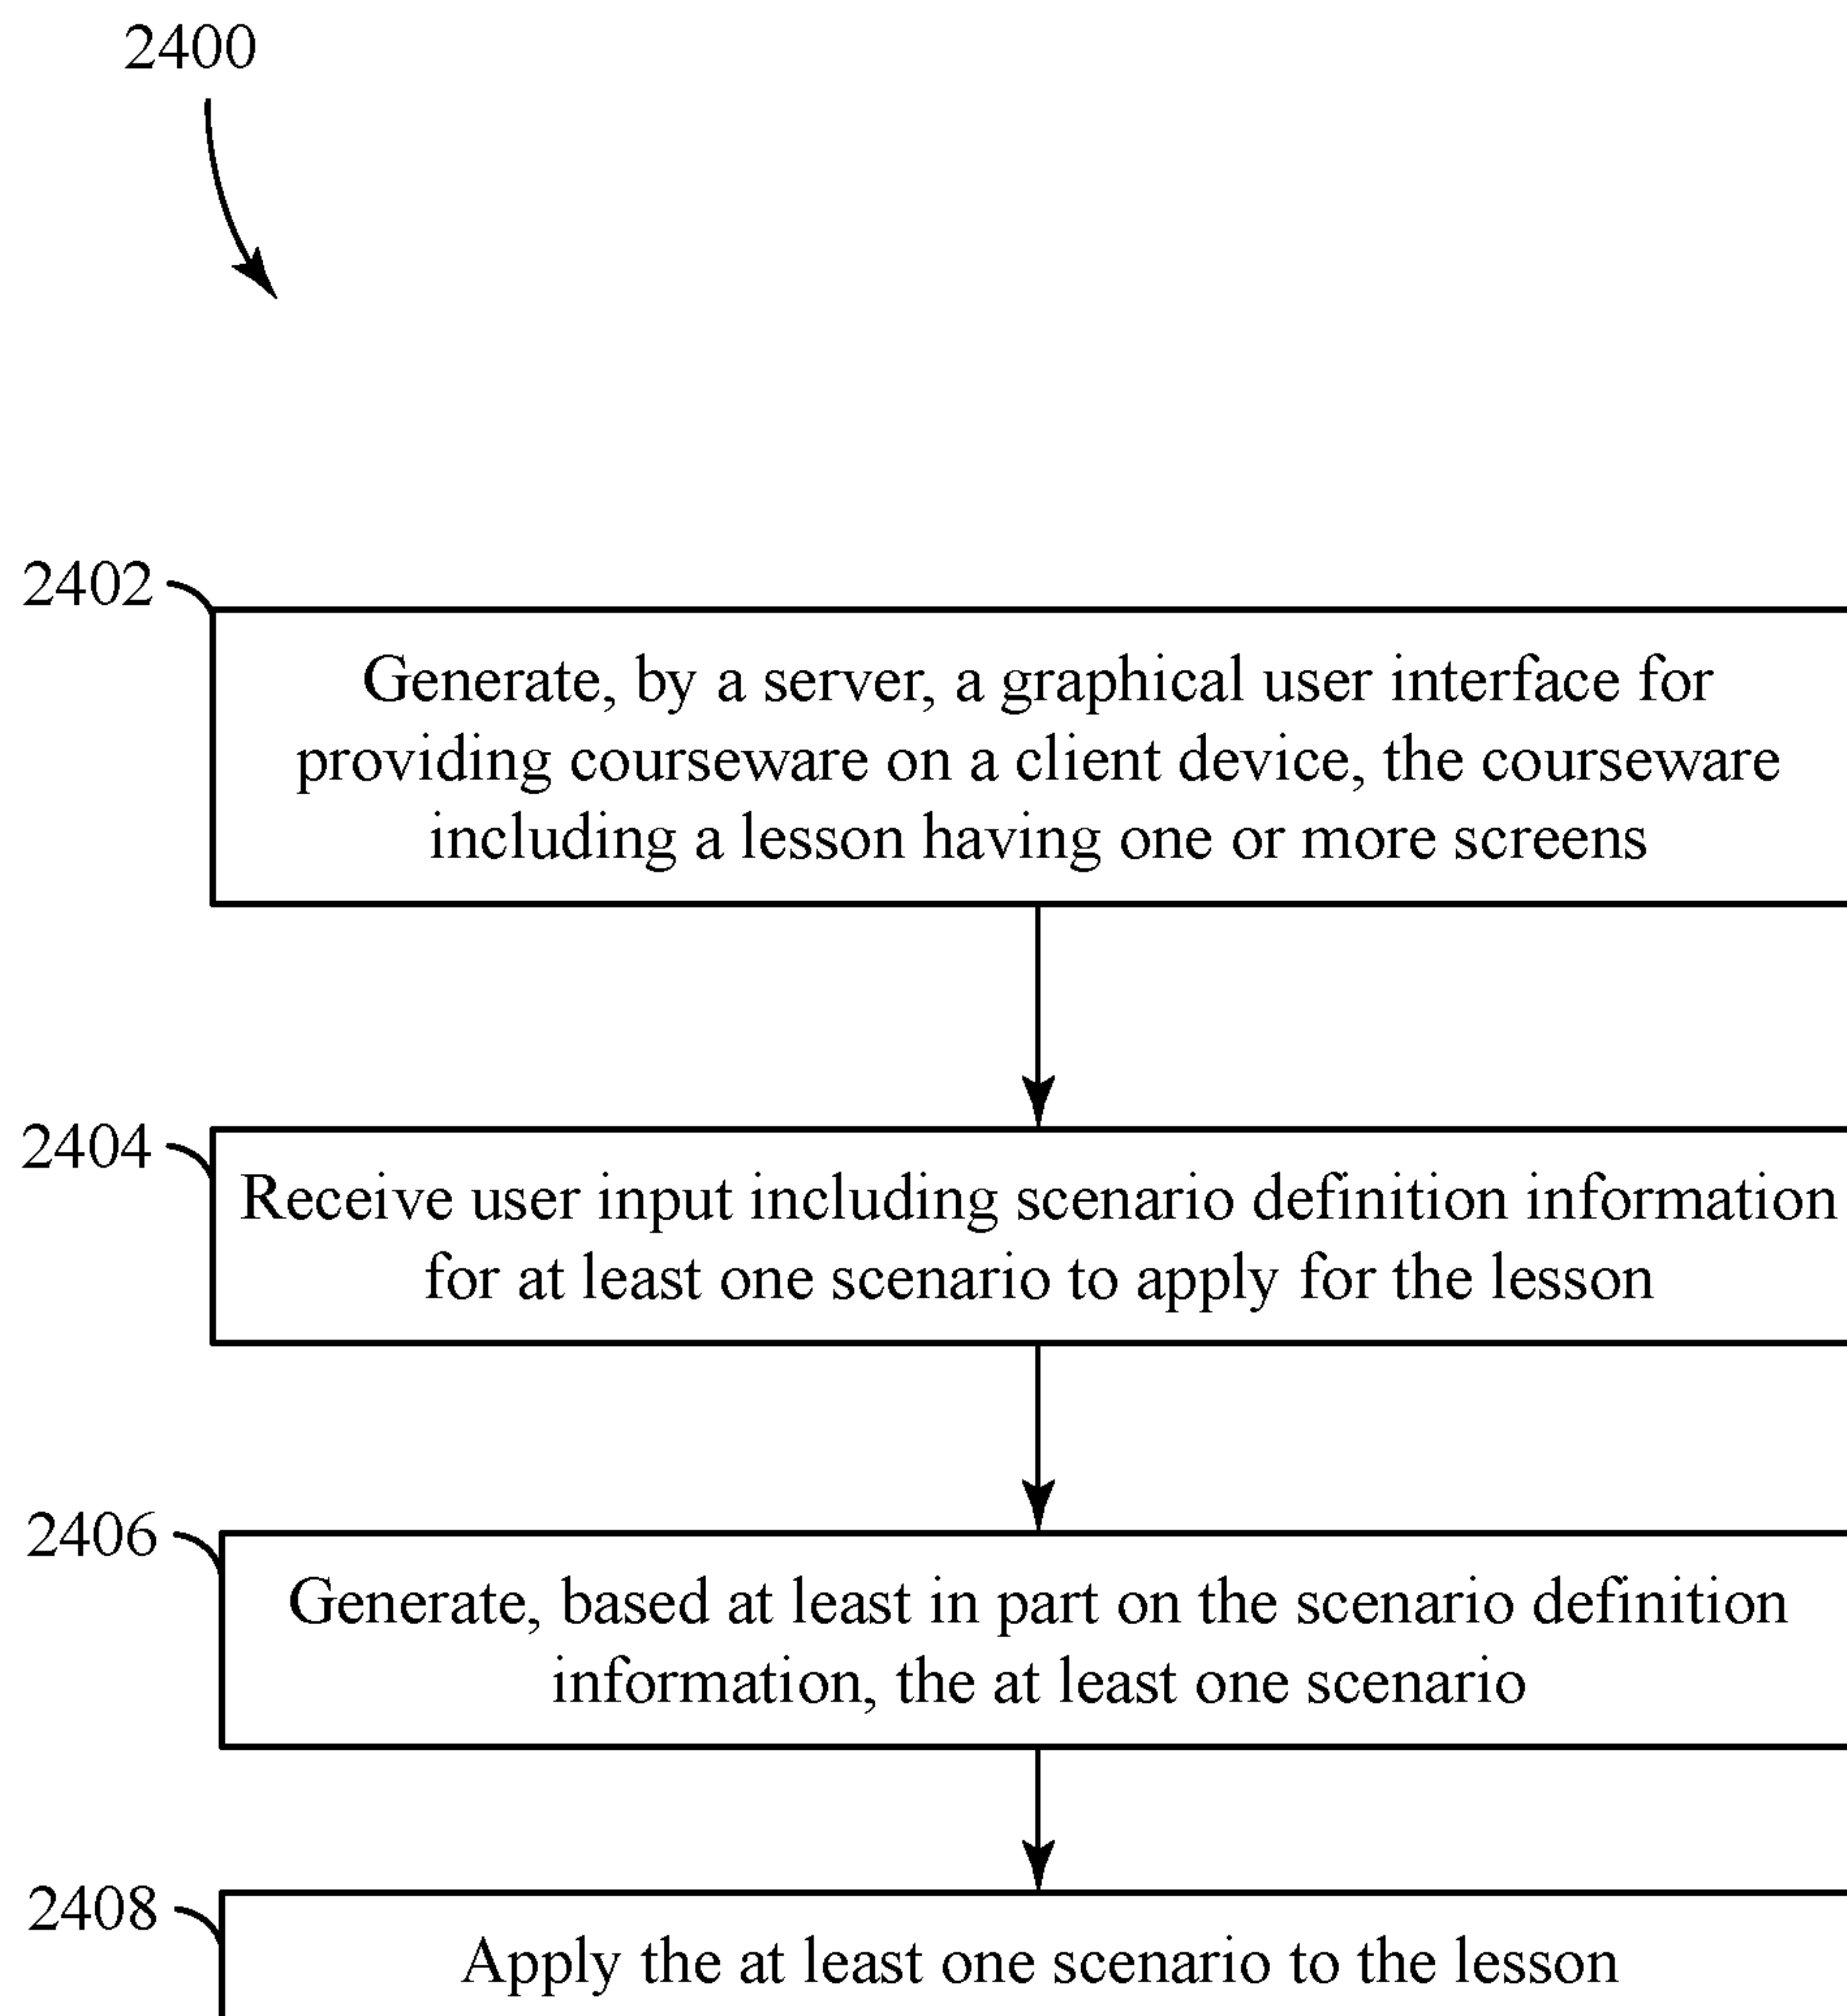 2400
2402
Generate, by a server, a graphical user interface for
providing courseware on a client device, the courseware
including a lesson having one or more screens
2404
Receive user input including scenario definition information
for at least one scenario to apply for the lesson
2406
Generate, based at least in part on the scenario definition
information, the at least one scenario
2408
Apply the at least one scenario to the lesson